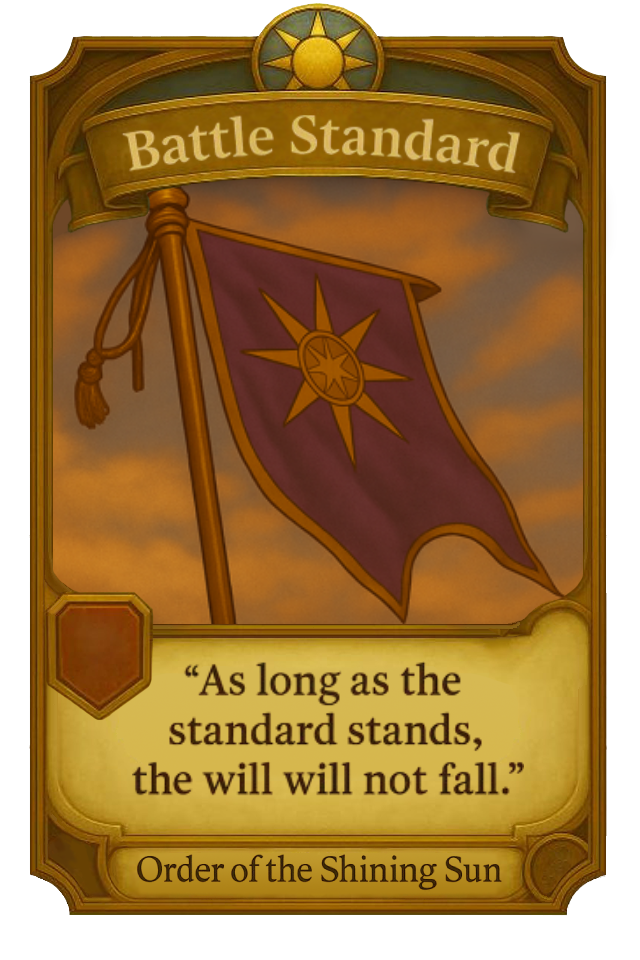 Battle Standard
“As long as the
standard stands,
the will will not fall.”
Order of the Shining Sun